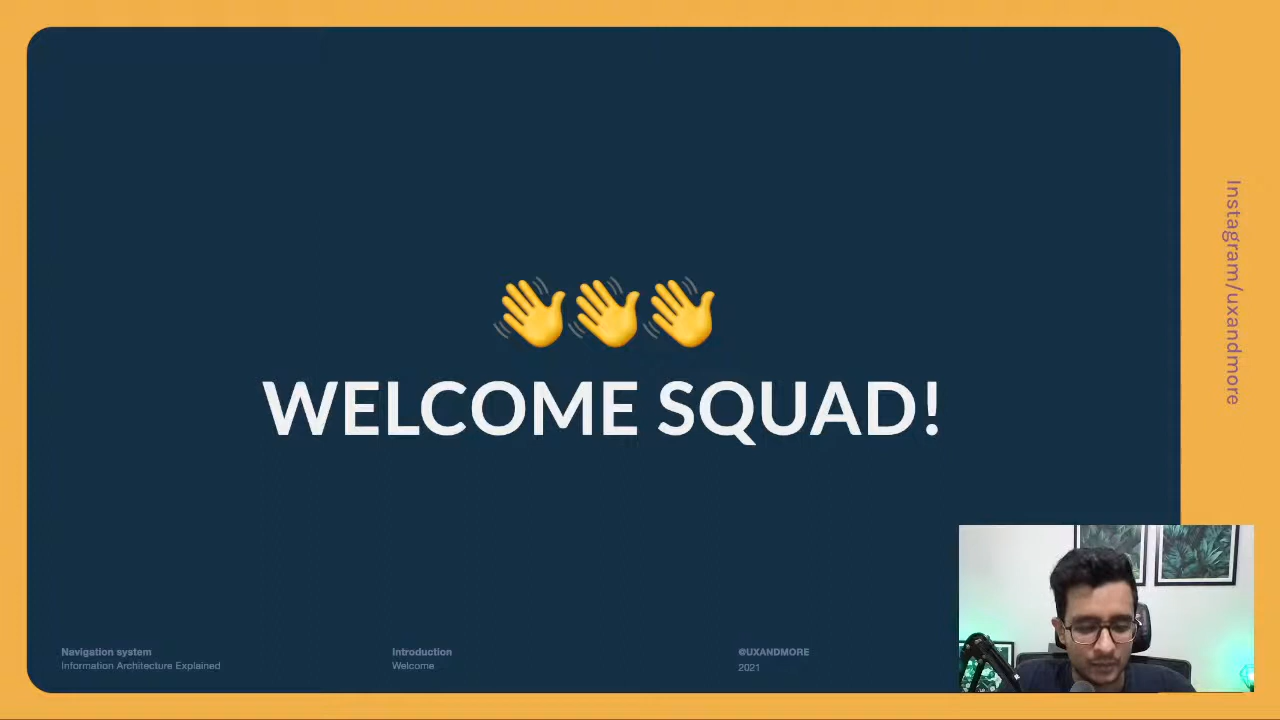 👋👋👋
WELCOME SQUAD!
Instagram/uxandmore
Navigation system
Information Architecture Explained
Introduction
Welcome
@UXANDMORE
2021